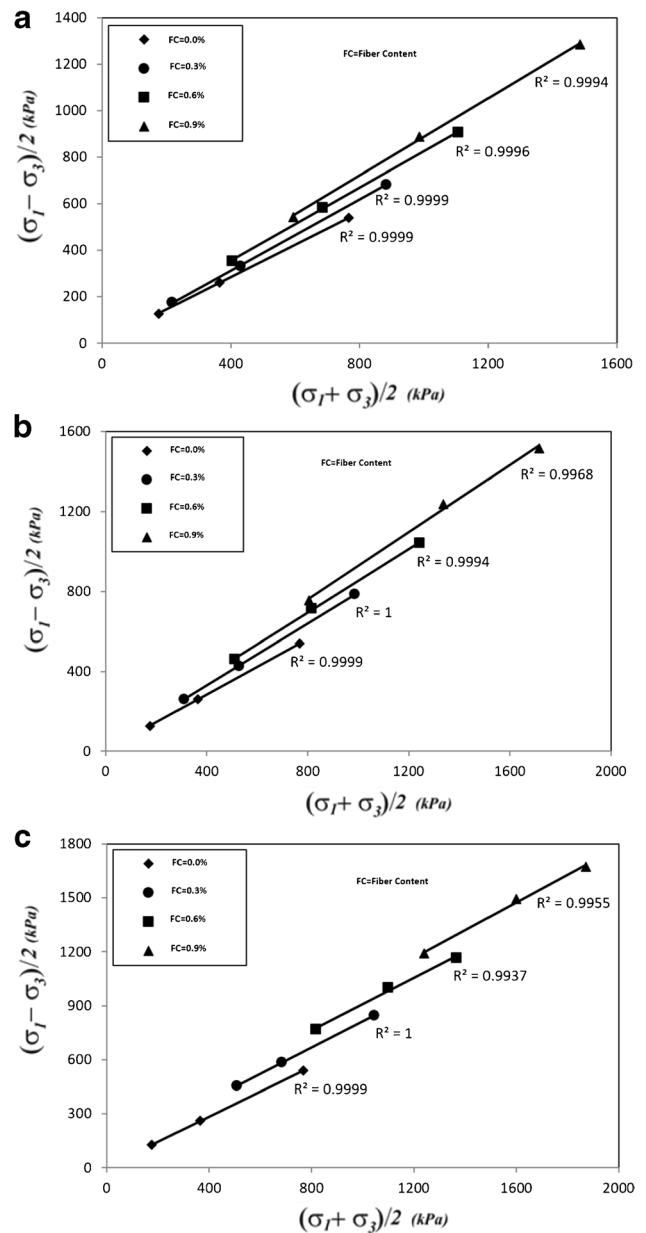 a
1400
1200
1000
800
600
400
200
0
(σ1 − σ3)/2 (kPa)
FC=0.0%
FC=0.3%
FC=0.6%
FC=0.9%
FC=Fiber Content
R² = 0.9994
R² = 0.9996
R² = 0.9999
R² = 0.9999
0 400 800 1200 1600
(σ1+ σ3)/2 (kPa)
b
1600
1200
800
400
0
(σ1 − σ3)/2 (kPa)
FC=0.0%
FC=0.3%
FC=0.6%
FC=0.9%
FC=Fiber Content
R² = 0.9968
R² = 0.9994
R² = 1
R² = 0.9999
0 400 800 1200 1600 2000
(σ1+ σ3)/2 (kPa)
c
1800
1500
1200
900
600
300
0
(σ1 − σ3)/2 (kPa)
FC=0.0%
FC=0.3%
FC=0.6%
FC=0.9%
FC=Fiber Content
R² = 0.9955
R² = 0.9937
R² = 1
R² = 0.9999
0 400 800 1200 1600 2000
(σ1+ σ3)/2 (kPa)